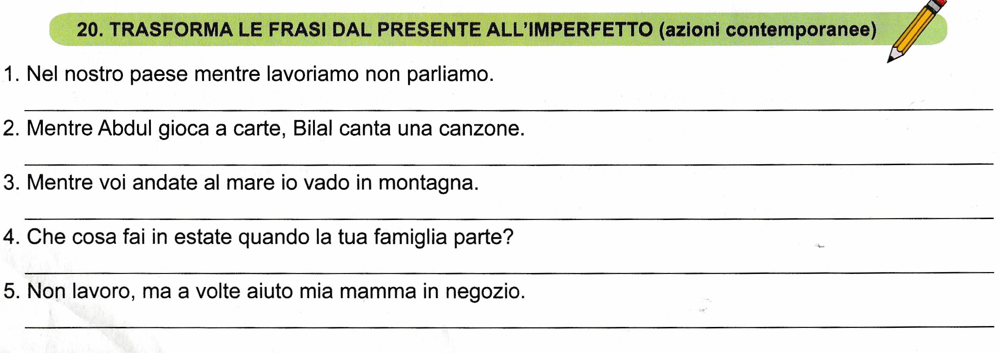 20. TRASFORMA LE FRASI DAL PRESENTE ALL'IMPERFETTO (azioni contemporanee)
1. Nel nostro paese mentre lavoriamo non parliamo.
2. Mentre Abdul gioca a carte, Bilal canta una canzone.
3. Mentre voi andate al mare io vado in montagna.
4. Che cosa fai in estate quando la tua famiglia parte?
5. Non lavoro, ma a volte aiuto mia mamma in negozio.